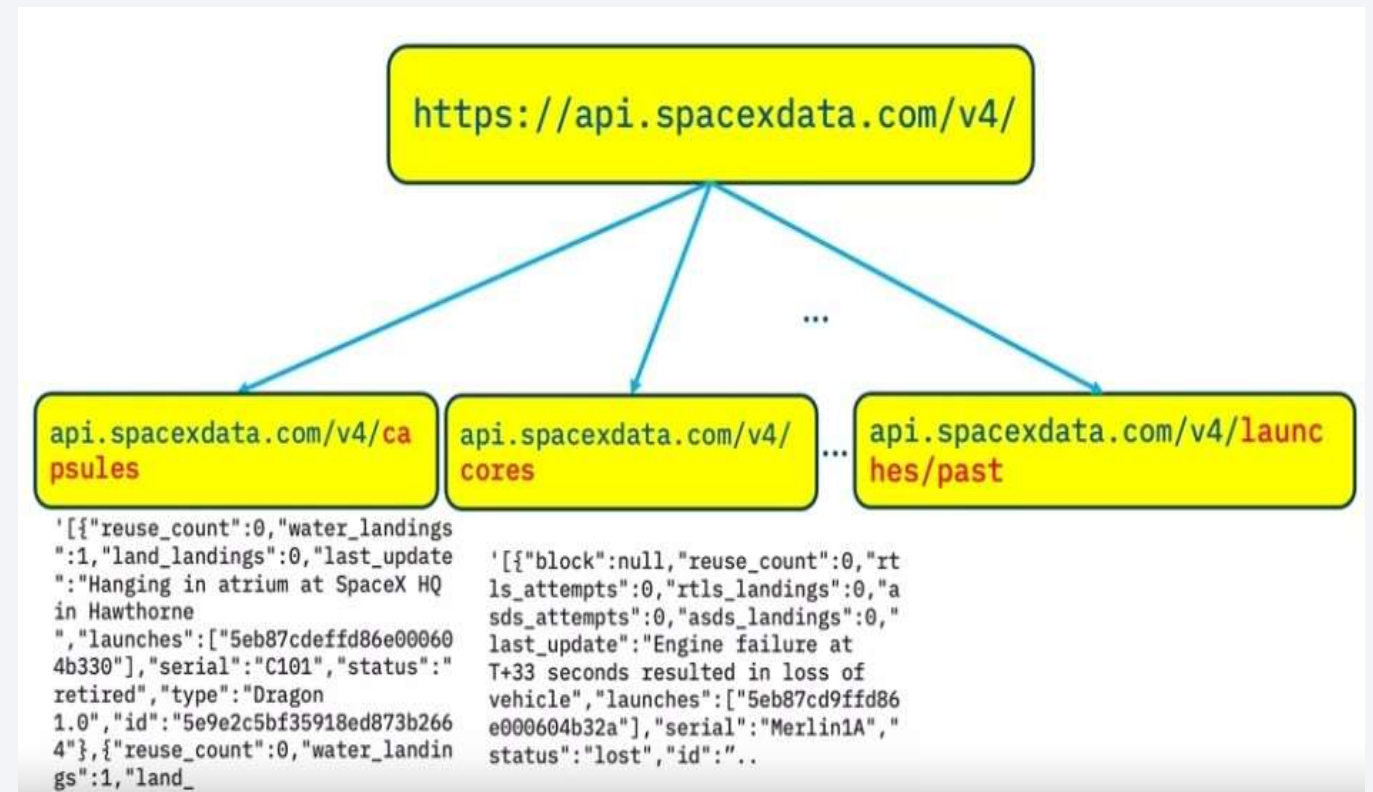 https://api.spacexdata.com/v4/
...
api.spacexdata.com/v4/ca
psules
api.spacexdata.com/v4/
cores
...
api.spacexdata.com/v4/launc
hes/past
'[{"reuse_count":0,"water_landings
":1,"land_landings":0,"last_update
":"Hanging in atrium at SpaceX HQ
in Hawthorne
","launches":["5eb87cdeffd86e00060
4b330"],"serial":"C101","status":"
retired","type":"Dragon
1.0","id":"5e9e2c5bf35918ed873b266
4"},{"reuse_count":0,"water_landin
gs":1,"land_
'[{"block":null,"reuse_count":0,"rt
ls_attempts":0,"rtls_landings":0,"a
sds_attempts":0,"asds_landings":0,"
last_update":"Engine failure at
T+33 seconds resulted in loss of
vehicle","launches":["5eb87cd9ffd86
e000604b32a"],"serial":"Merlin1A","
status":"lost","id":”..